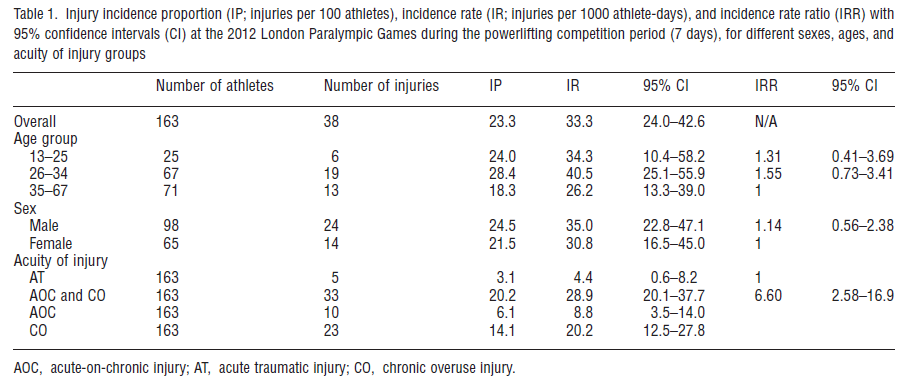 Table 1. Injury incidence proportion (IP; injuries per 100 athletes), incidence rate (IR; injuries per 1000 athlete-days), and incidence rate ratio (IRR) with
95% confidence intervals (CI) at the 2012 London Paralympic Games during the powerlifting competition period (7 days), for different sexes, ages, and
acuity of injury groups
Number of athletes Number of injuries IP IR 95% CI IRR 95% CI
Overall 163 38 23.3 33.3 24.0–42.6 N/A
Age group
13–25 25 6 24.0 34.3 10.4–58.2 1.31 0.41–3.69
26–34 67 19 28.4 40.5 25.1–55.9 1.55 0.73–3.41
35–67 71 13 18.3 26.2 13.3–39.0 1
Sex
Male 98 24 24.5 35.0 22.8–47.1 1.14 0.56–2.38
Female 65 14 21.5 30.8 16.5–45.0 1
Acuity of injury
AT 163 5 3.1 4.4 0.6–8.2 1
AOC and CO 163 33 20.2 28.9 20.1–37.7 6.60 2.58–16.9
AOC 163 10 6.1 8.8 3.5–14.0
CO 163 23 14.1 20.2 12.5–27.8
AOC, acute-on-chronic injury; AT, acute traumatic injury; CO, chronic overuse injury.